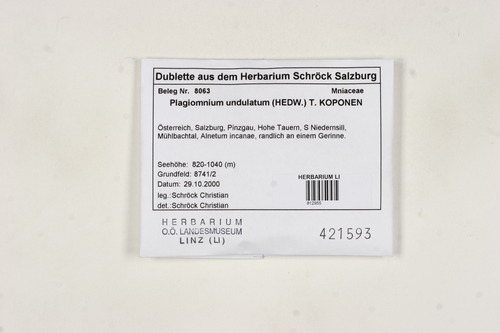 Dublette aus dem Herbarium Schröck Salzburg
Beleg Nr. 8063 Mniaceae
Plagiomnium undulatum (HEDW.) T. KOPONEN
Österreich, Salzburg, Pinzgau, Hohe Tauern, S Niedernsill,
Mühlbachtal, Alnetum incanae, randlich an einem Gerinne.
Seehöhe: 820-1040 (m)
Grundfeld: 8741/2
Datum: 29.10.2000
leg.:Schröck Christian
det.:Schröck Christian
HERBARIUM LI
812955
HERBARIUM
O.Ö. LANDESMUSEUM
LINZ (LI)
421593